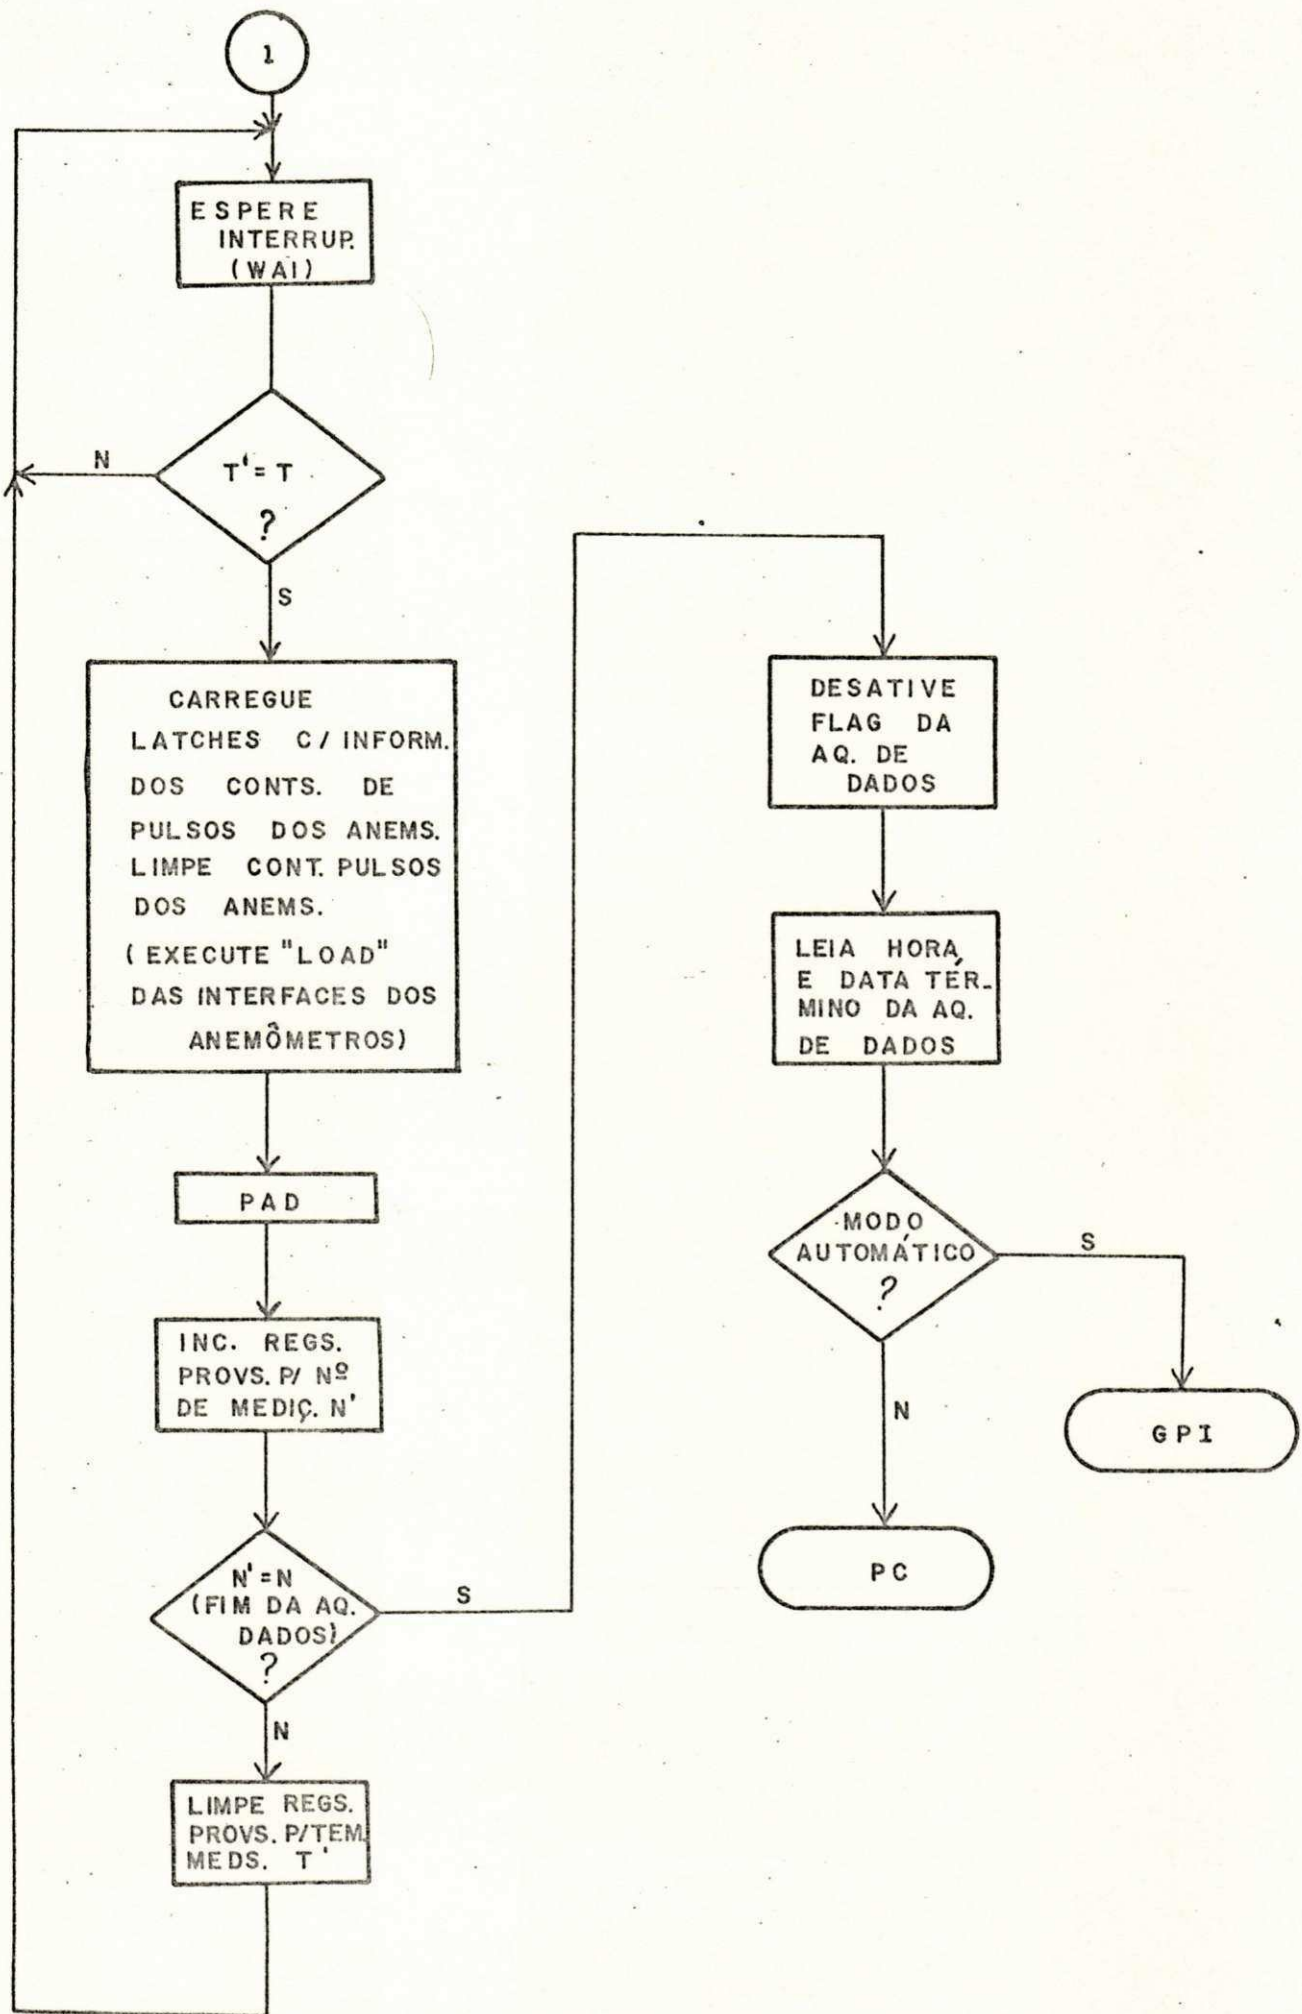 1
ESPERE
INTERRUP.
(WAI)
N
T'= T
?
S
CARREGUE
LATCHES C/ INFORM.
DOS CONTS. DE
PULSOS DOS ANEMS.
LIMPE CONT. PULSOS
DOS ANEMS.
(EXECUTE "LOAD"
DAS INTERFACES DOS
ANEMÔMETROS)
PAD
INC. REGS.
PROVS. P/ Nº
DE MEDIÇ. N'
N'=N
(FIM DA AQ.
DADOS)
?
S
N
LIMPE REGS.
PROVS. P/TEM.
MEDS. T'
DESATIVE
FLAG DA
AQ. DE
DADOS
LEIA HORA
E DATA TÉR-
MINO DA AQ.
DE DADOS
MODO
AUTOMÁTICO
?
S
N
GPI
PC